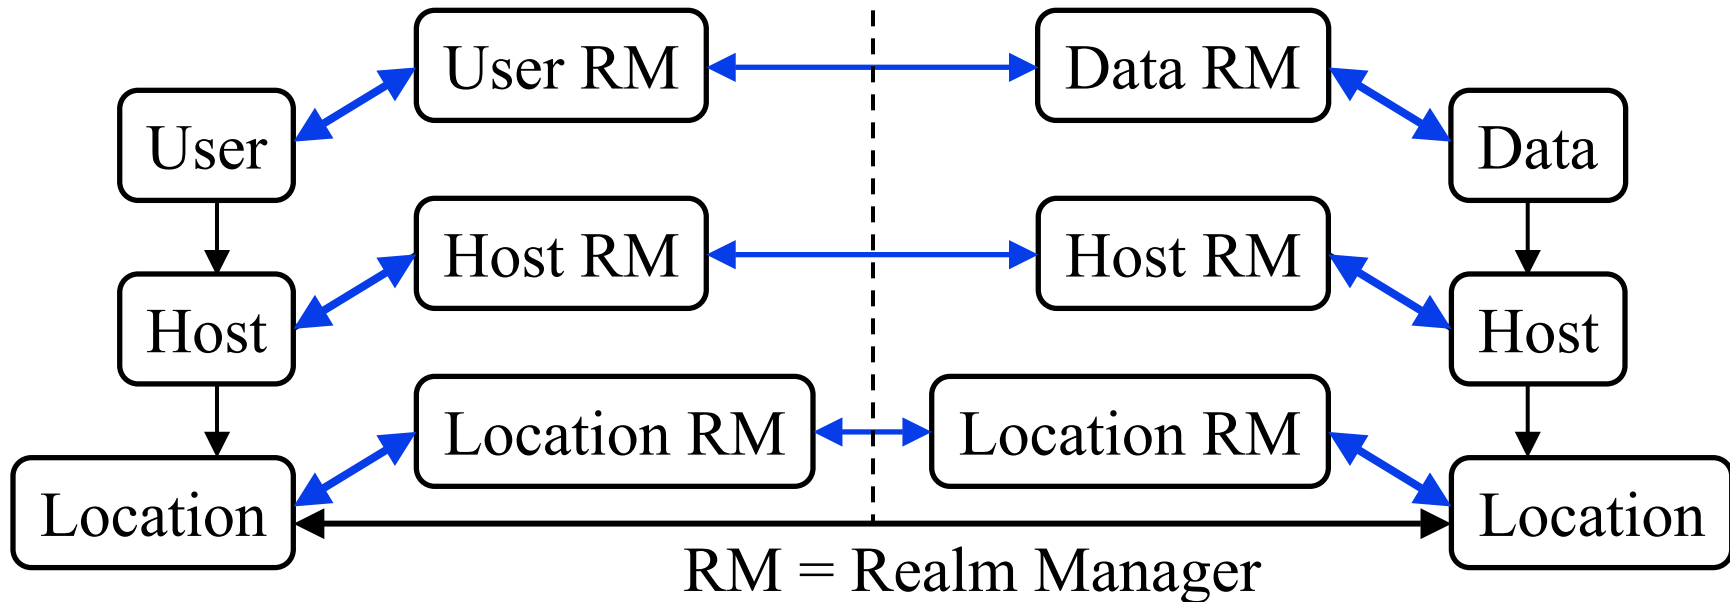 User RM
Data RM
User
Data
Host RM
Host RM
Host
Host
Location RM
Location RM
Location
Location
RM = Realm Manager